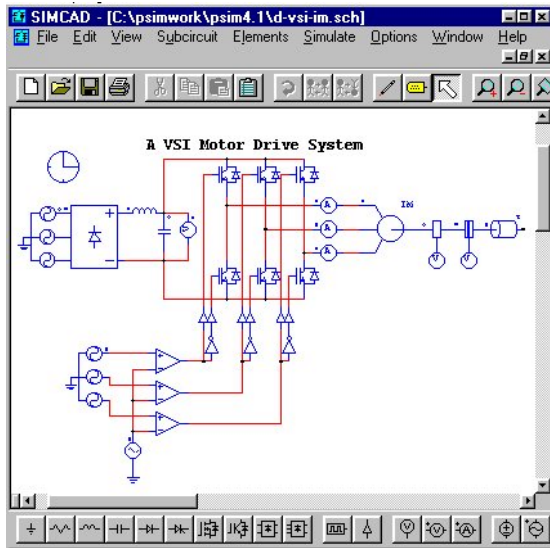 SIMCAD - [C:\psimwork\psim4.1\d-vsi-im.sch]
File Edit View Subcircuit Elements Simulate Options Window Help
A VSI Motor Drive System
A
A
A
IM
V
V
V
V
A